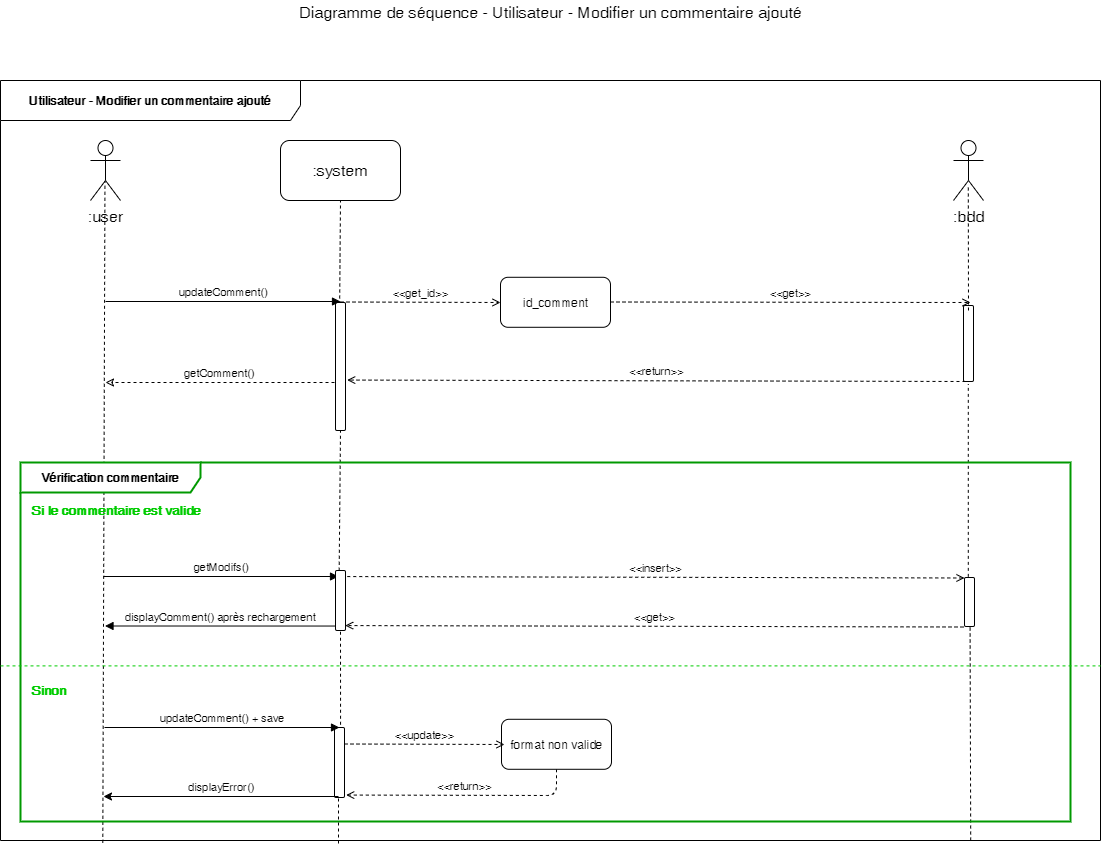 Diagramme de séquence - Utilisateur - Modifier un commentaire ajouté
Utilisateur - Modifier un commentaire ajouté
:system
:user
:bdd
updateComment()
<<get_id>>
id_comment
<<get>>
getComment()
<<return>>
Vérification commentaire
Si le commentaire est valide
getModifs()
<<insert>>
displayComment() après rechargement
<<get>>
Sinon
updateComment() + save
<<update>>
format non valide
displayError()
<<return>>